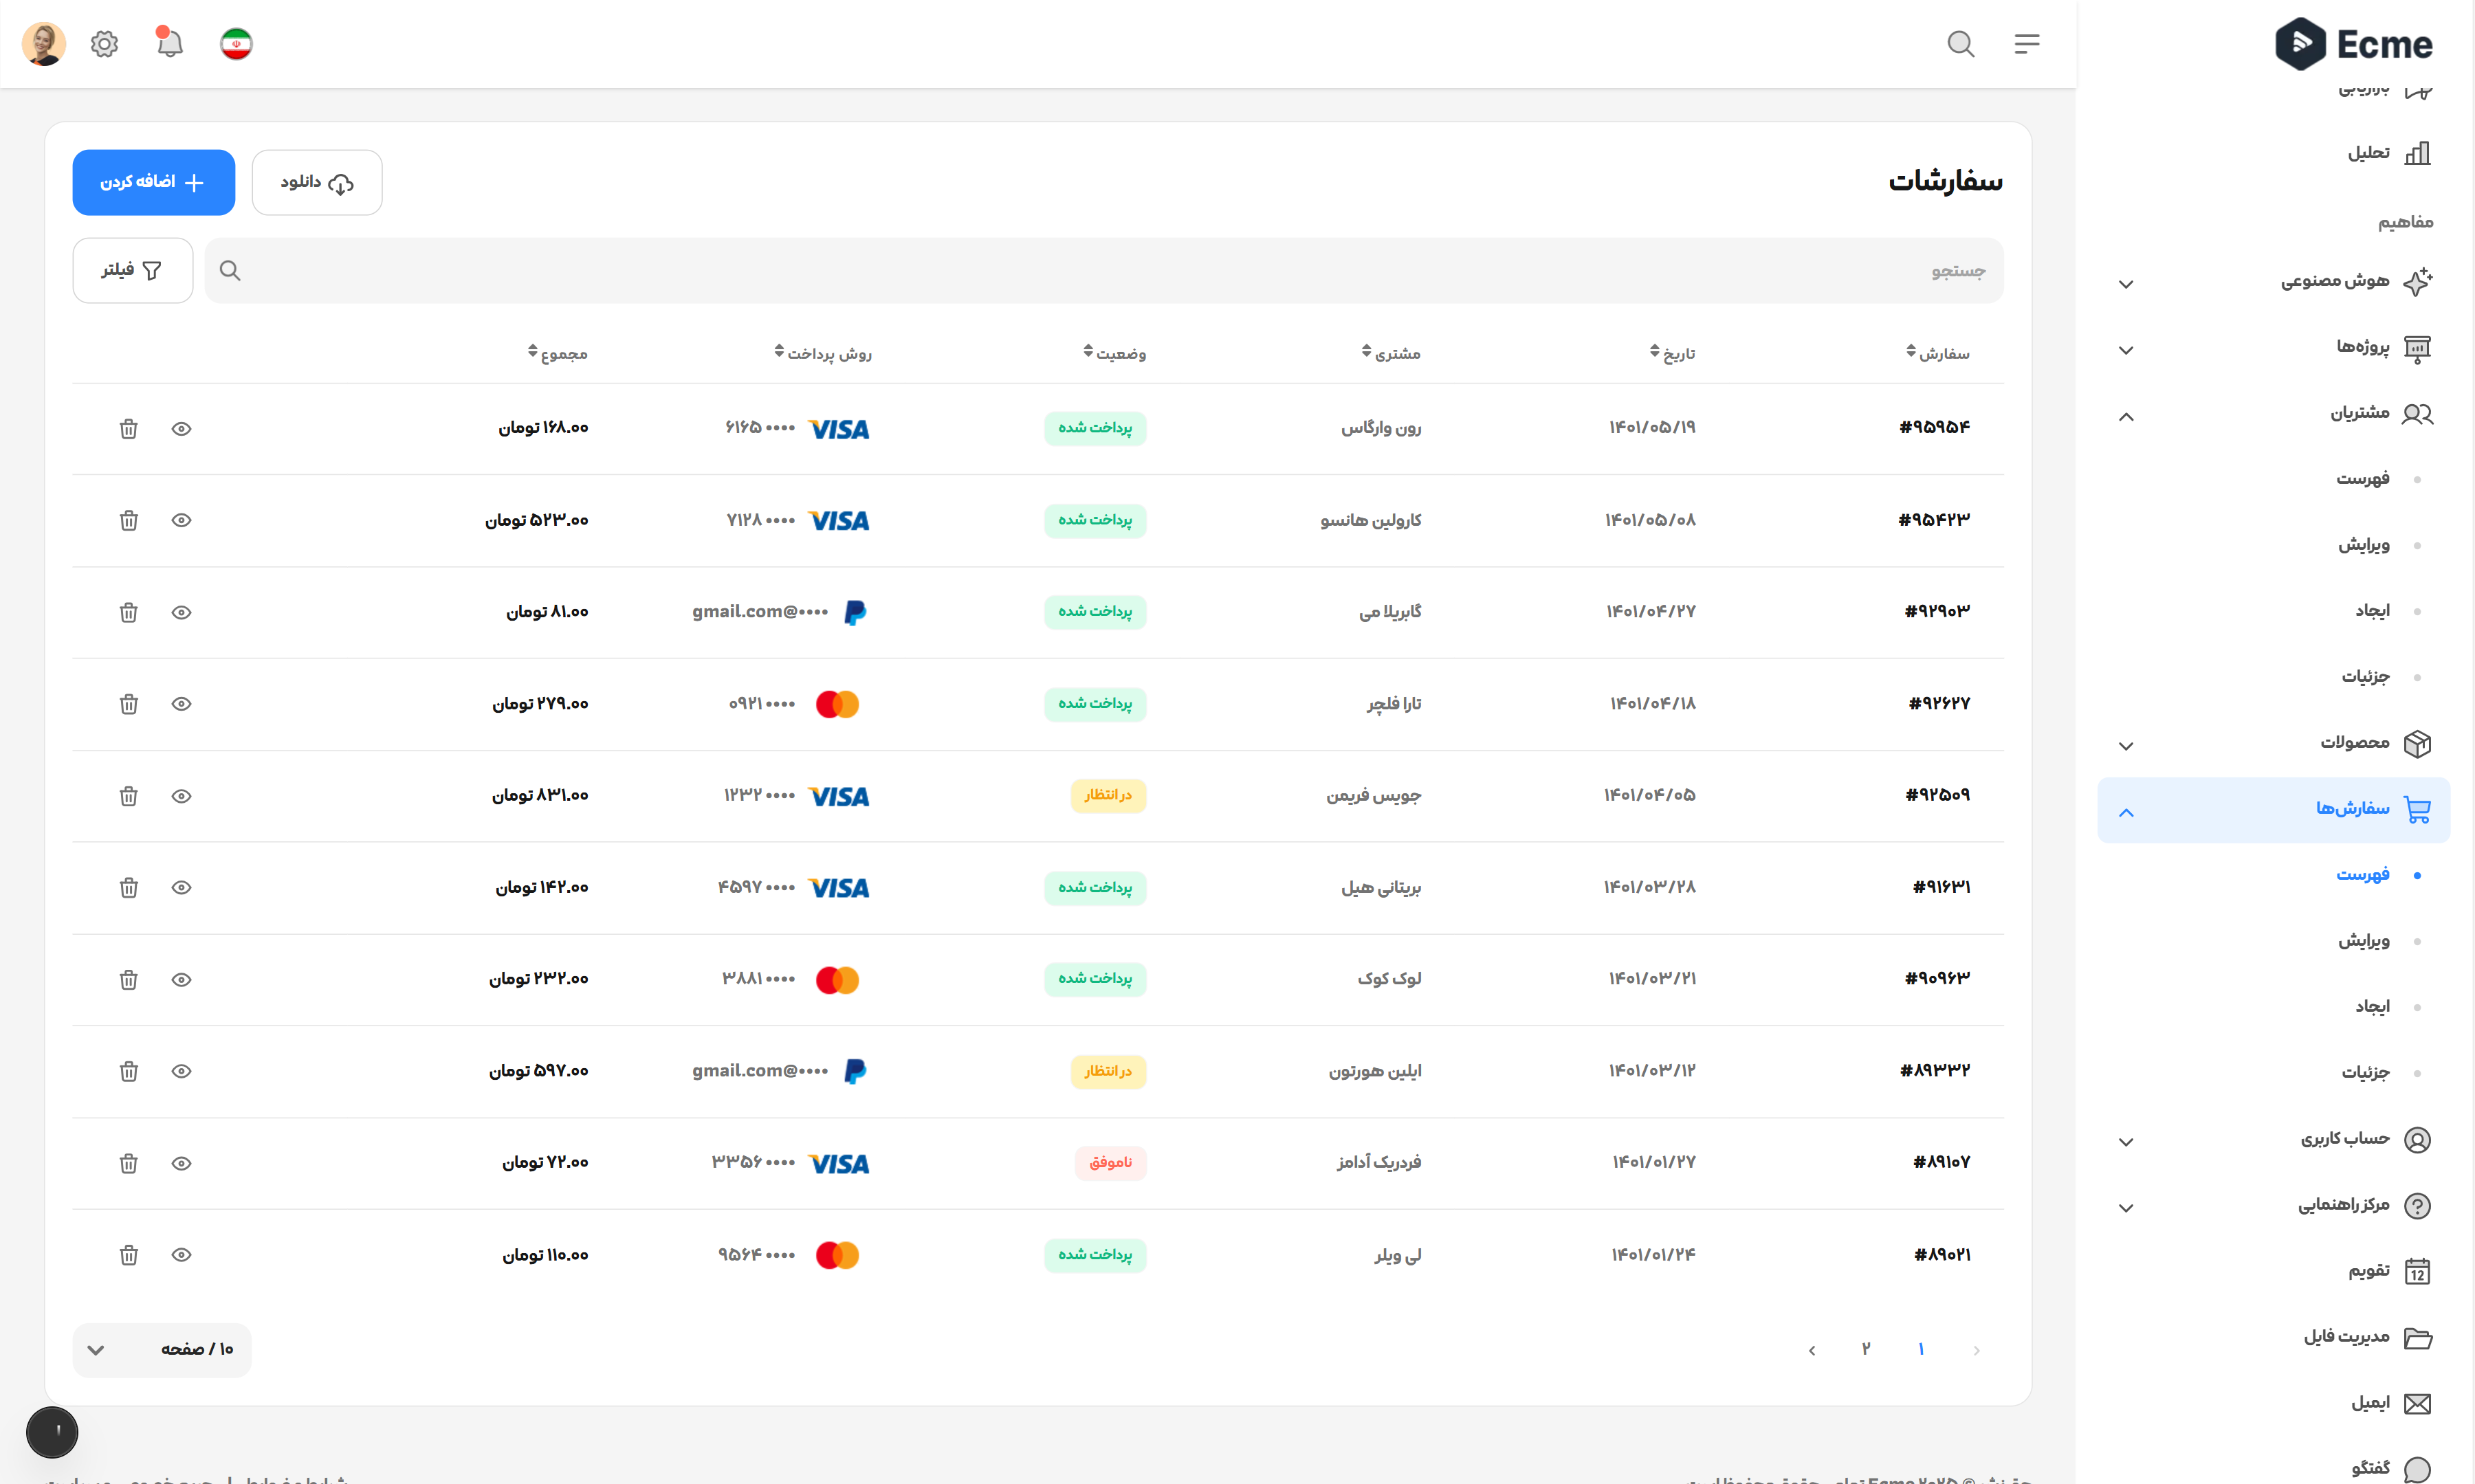 Ecme
تحلیل
مفاهیم
هوش مصنوعی
پروژه‌ها
مشتریان
فهرست
ویرایش
ایجاد
جزئیات
محصولات
سفارش‌ها
فهرست
ویرایش
ایجاد
جزئیات
حساب کاربری
مرکز راهنمایی
12
تقویم
مدیریت فایل
ایمیل
گفتگو
سفارشات
دانلود
اضافه کردن
جستجو
فیلتر
سفارش تاریخ مشتری وضعیت روش پرداخت مجموع
#۹۵۹۵۴ ۱۴۰۱/۰۵/۱۹ رون وارگاس پرداخت شده VISA •••• ۶۱۶۵ ۱۶۸.۰۰ تومان
#۹۵۴۲۳ ۱۴۰۱/۰۵/۰۸ کارولین هانسو پرداخت شده VISA •••• ۷۱۲۸ ۵۲۳.۰۰ تومان
#۹۲۹۰۳ ۱۴۰۱/۰۴/۲۷ گابریلا می پرداخت شده ••••@gmail.com ۸۱.۰۰ تومان
#۹۲۶۲۷ ۱۴۰۱/۰۴/۱۸ تارا فلچر پرداخت شده •••• ۰۹۲۱ ۲۷۹.۰۰ تومان
#۹۲۵۰۹ ۱۴۰۱/۰۴/۰۵ جویس فریمن در انتظار VISA •••• ۱۲۳۲ ۸۳۱.۰۰ تومان
#۹۱۶۳۱ ۱۴۰۱/۰۳/۲۸ بریتانی هیل پرداخت شده VISA •••• ۴۵۹۷ ۱۴۲.۰۰ تومان
#۹۰۹۶۳ ۱۴۰۱/۰۳/۲۱ لوک کوک پرداخت شده •••• ۳۸۸۱ ۲۳۲.۰۰ تومان
#۸۹۳۳۲ ۱۴۰۱/۰۳/۱۲ ایلین هورتون در انتظار ••••@gmail.com ۵۹۷.۰۰ تومان
#۸۹۱۰۷ ۱۴۰۱/۰۱/۲۷ فردریک آدامز ناموفق VISA •••• ۳۳۵۶ ۷۲.۰۰ تومان
#۸۹۰۲۱ ۱۴۰۱/۰۱/۲۴ لی ویلر پرداخت شده •••• ۹۵۶۴ ۱۱۰.۰۰ تومان
۱ ۲
۱۰ / صفحه